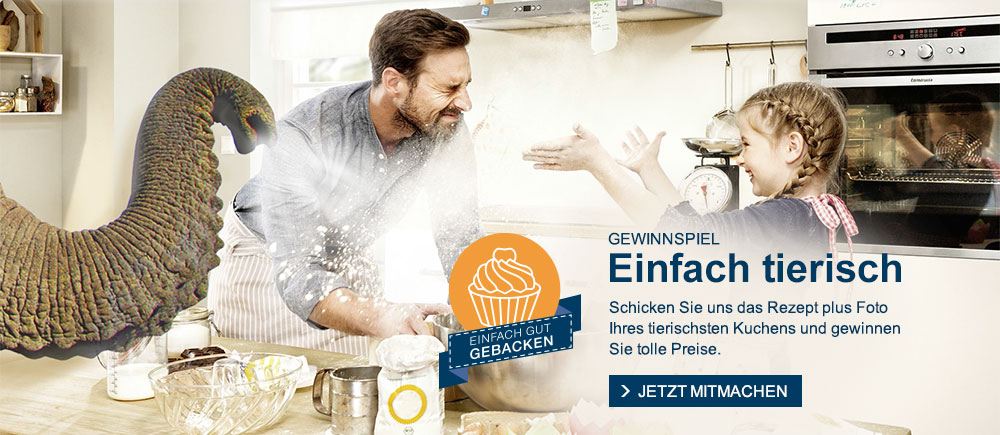 GEWINNSPIEL
Einfach tierisch
Schicken Sie uns das Rezept plus Foto
Ihres tierischsten Kuchens und gewinnen
Sie tolle Preise.
> JETZT MITMACHEN
EINFACH GUT
GEBACKEN